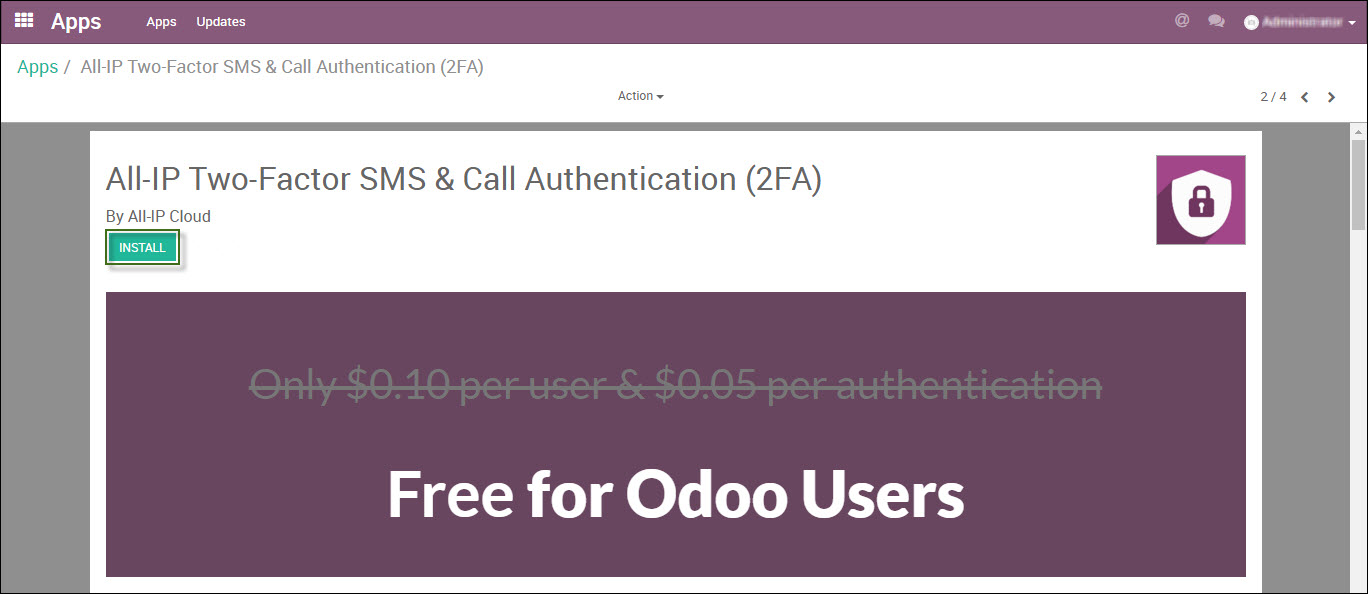 Apps Apps Updates @
Apps / All-IP Two-Factor SMS & Call Authentication (2FA)
Action 2 / 4
All-IP Two-Factor SMS & Call Authentication (2FA)
By All-IP Cloud
INSTALL
Only $0.10 per user & $0.05 per authentication
Free for Odoo Users